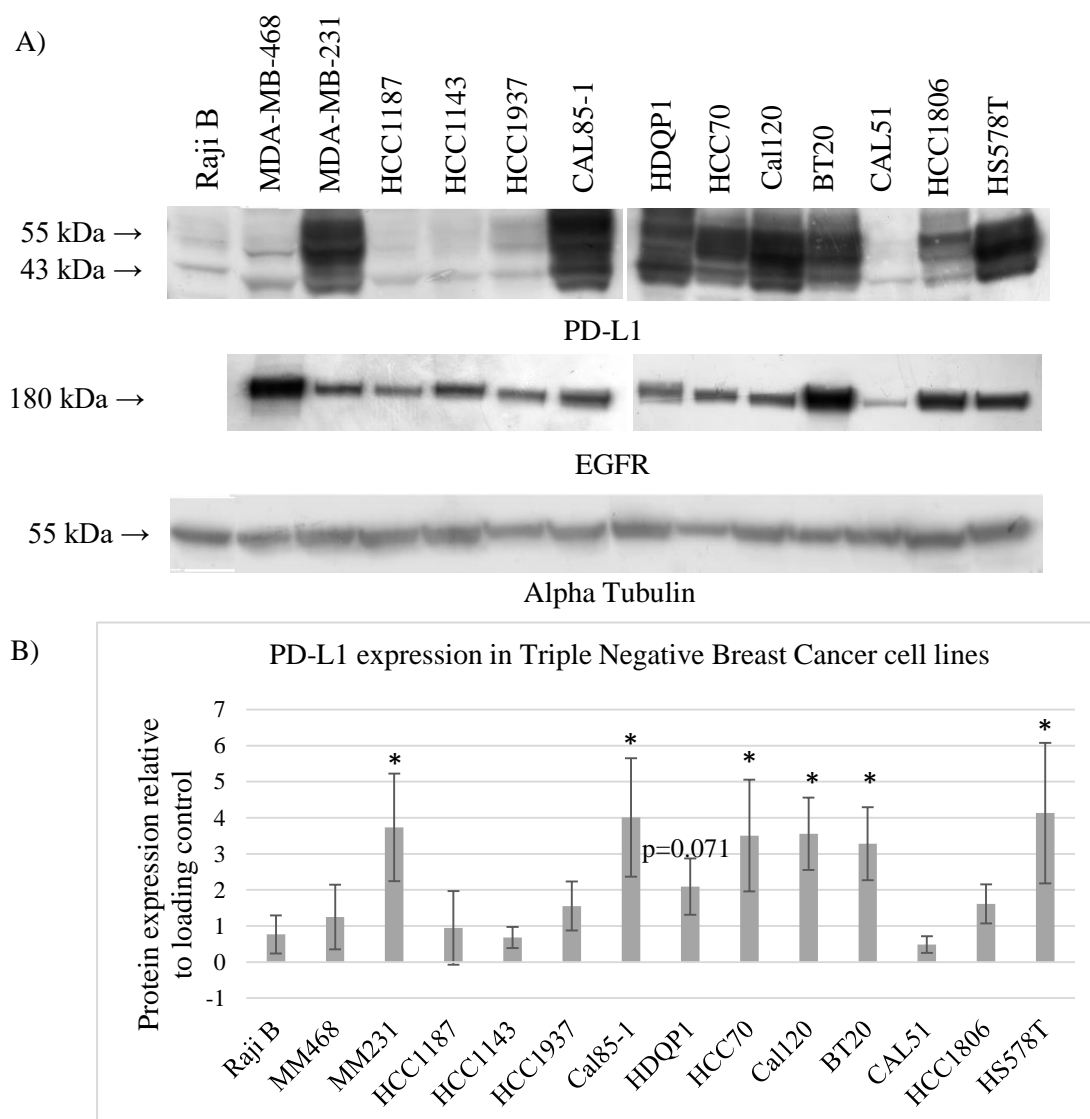 A)
Raji B
MDA-MB-468
MDA-MB-231
HCC1187
HCC1143
HCC1937
CAL85-1
HDQP1
HCC70
Cal120
BT20
CAL51
HCC1806
HS578T
55 kDa →
43 kDa →
PD-L1
180 kDa →
EGFR
55 kDa →
Alpha Tubulin
B)
PD-L1 expression in Triple Negative Breast Cancer cell lines
Protein expression relative
to loading control
7
6
5
4
3
2
1
0
-1
*
*
p=0.071
*
*
*
*
Raji B
MM468
MM231
HCC1187
HCC1143
HCC1937
Cal85-1
HDQP1
HCC70
Cal120
BT20
CAL51
HCC1806
HS578T